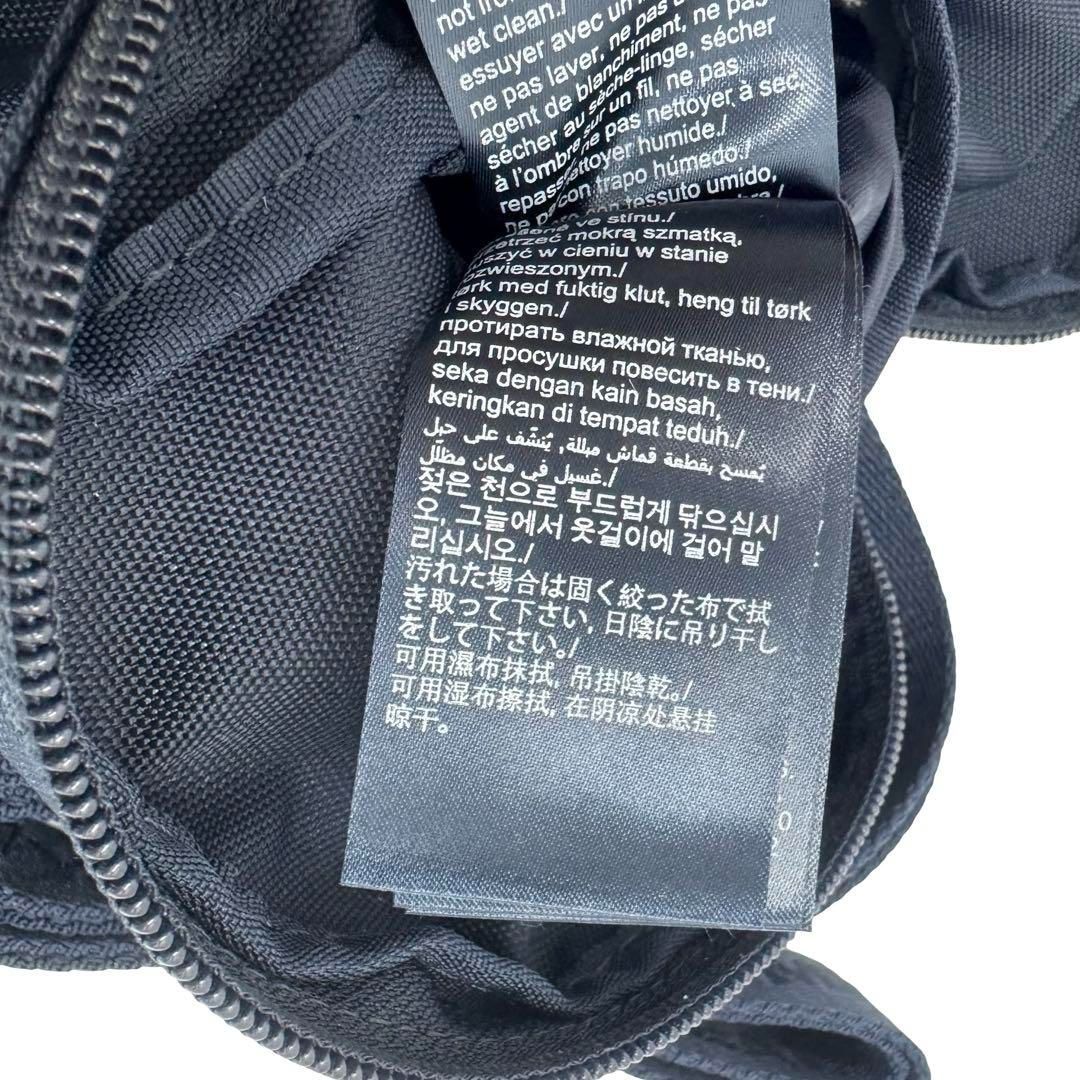 not
wet clean./
essuyer avec un
ne pas laver, ne pas
agent de blanchiment, ne pas
sécher au sèche-linge, sécher
à l'ombre sur un fil, ne pas
ne pas nettoyer à sec,
nettoyer humide./
con trapo húmedo./
con tessuto umido,
ve stínu./
mokrą szmatką,
w cieniu w stanie
rozwieszonym./
tørk med fuktig klut, heng til tørk
i skyggen./
протирать влажной тканью,
для просушки повесить в тени./
seka dengan kain basah,
keringkan di tempat teduh./
يُمسح بقطعة قماش مبللة, يُنشّف على حبل
غسيل في مكان مظلّل./
젖은 천으로 부드럽게 닦으십시
오, 그늘에서 옷걸이에 걸어 말
리십시오./
汚れた場合は固く絞った布で拭
き取って下さい, 日陰に吊り干し
をして下さい。/
可用濕布抹拭, 吊掛陰乾。/
可用湿布擦拭, 在阴凉处悬挂
晾干。